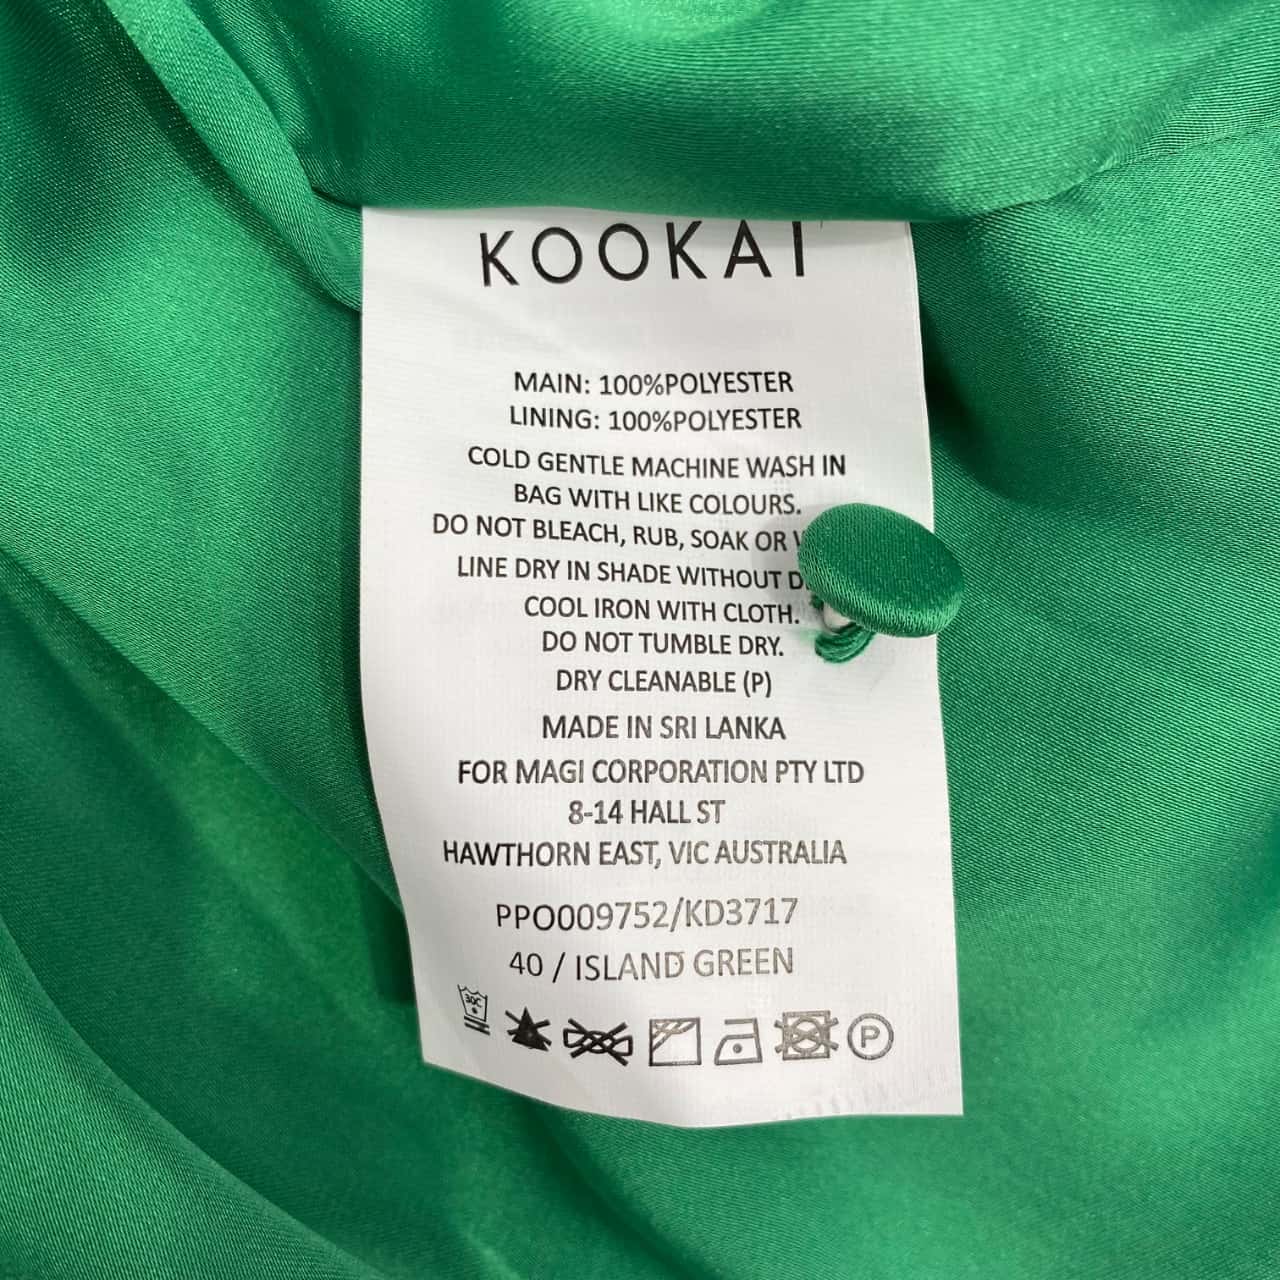 KOOKAI
MAIN: 100%POLYESTER
LINING: 100%POLYESTER
COLD GENTLE MACHINE WASH IN
BAG WITH LIKE COLOURS.
DO NOT BLEACH, RUB, SOAK OR
LINE DRY IN SHADE WITHOUT
COOL IRON WITH CLOTH.
DO NOT TUMBLE DRY.
DRY CLEANABLE (P)
MADE IN SRI LANKA
FOR MAGI CORPORATION PTY LTD
8-14 HALL ST
HAWTHORN EAST, VIC AUSTRALIA
PPO009752/KD3717
40 / ISLAND GREEN
30C P